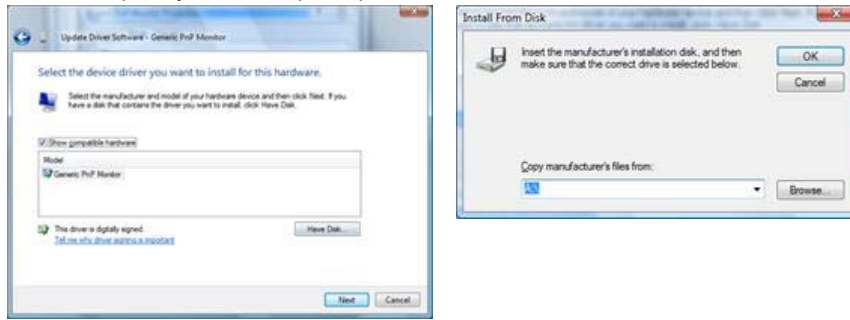 Update Driver Software - Generic PnP Monitor
Select the device driver you want to install for this hardware.
Select the manufacturer and model of your hardware device and then click Next. If you
have a disk that contains the driver you want to install, click Have Disk.
Show compatible hardware
Model
Generic PnP Monitor
This driver is digitally signed.
Tell me why driver signing is important
Have Disk...
Next
Cancel
Install From Disk
Insert the manufacturer's installation disk, and then
make sure that the correct drive is selected below.
OK
Cancel
Copy manufacturer's files from:
A:\
Browse...